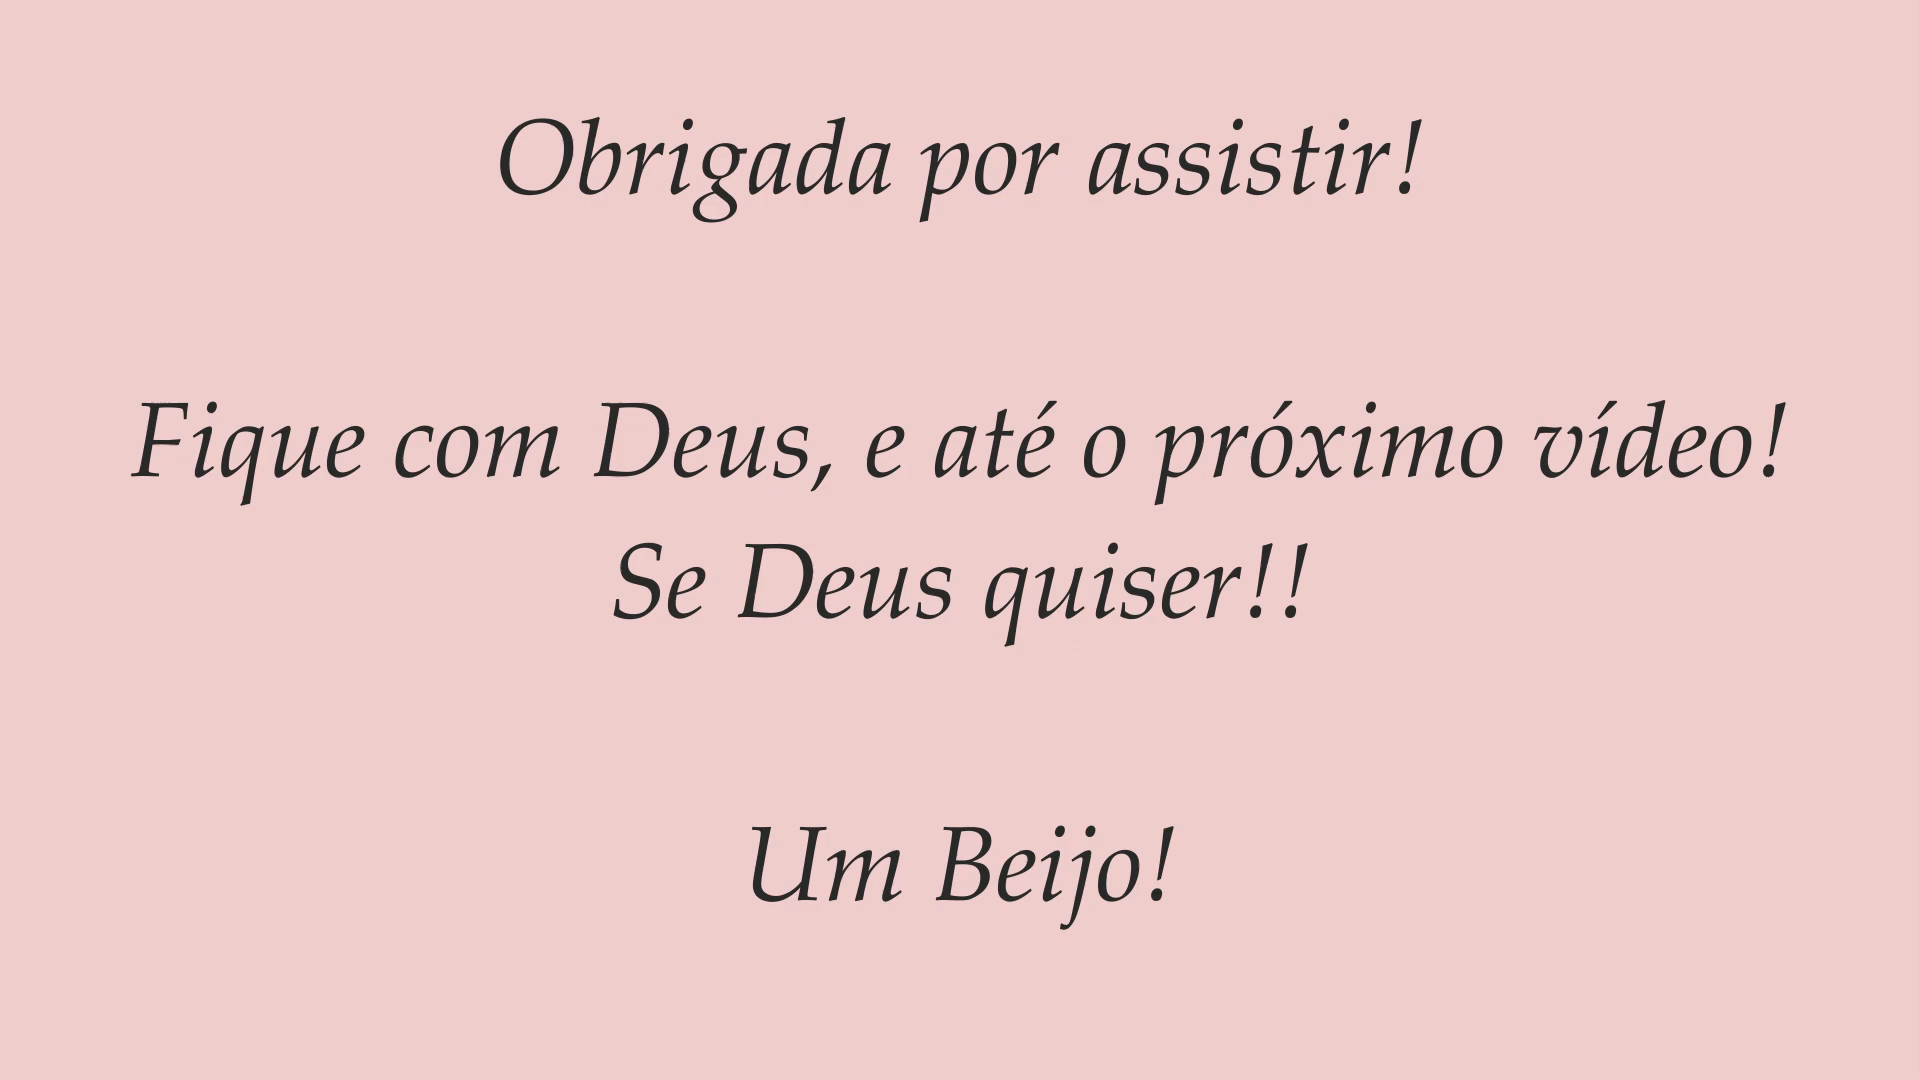 Obrigada por assistir!
Fique com Deus, e até o próximo vídeo!
Se Deus quiser!!
Um Beijo!